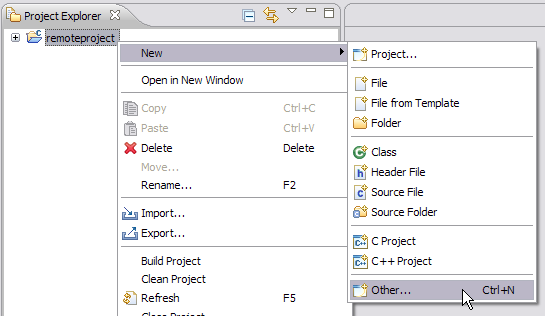 Project Explorer
remoteproject
New
Open in New Window
Copy Ctrl+C
Paste Ctrl+V
Delete Delete
Move...
Rename... F2
Import...
Export...
Build Project
Clean Project
Refresh F5
Close Project
Project...
File
File from Template
Folder
Class
Header File
Source File
Source Folder
C Project
C++ Project
Other... Ctrl+N